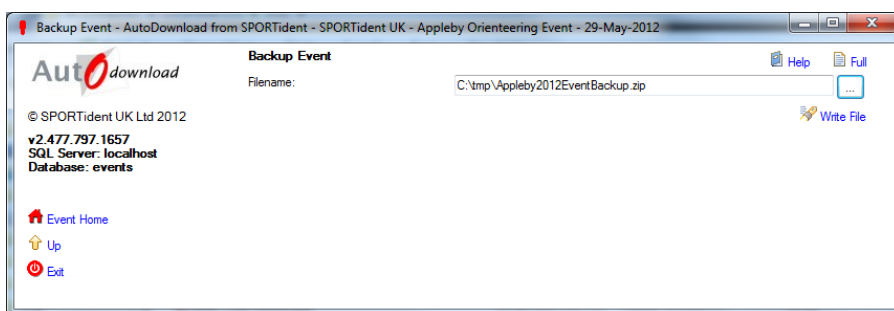 Backup Event - AutoDownload from SPORTident - SPORTident UK - Appleby Orienteering Event - 29-May-2012
AutOdownload
Backup Event
Help
Full
Filename:
C:\tmp\Appleby2012EventBackup.zip
...
© SPORTident UK Ltd 2012
Write File
v2.477.797.1657
SQL Server: localhost
Database: events
Event Home
Up
Exit